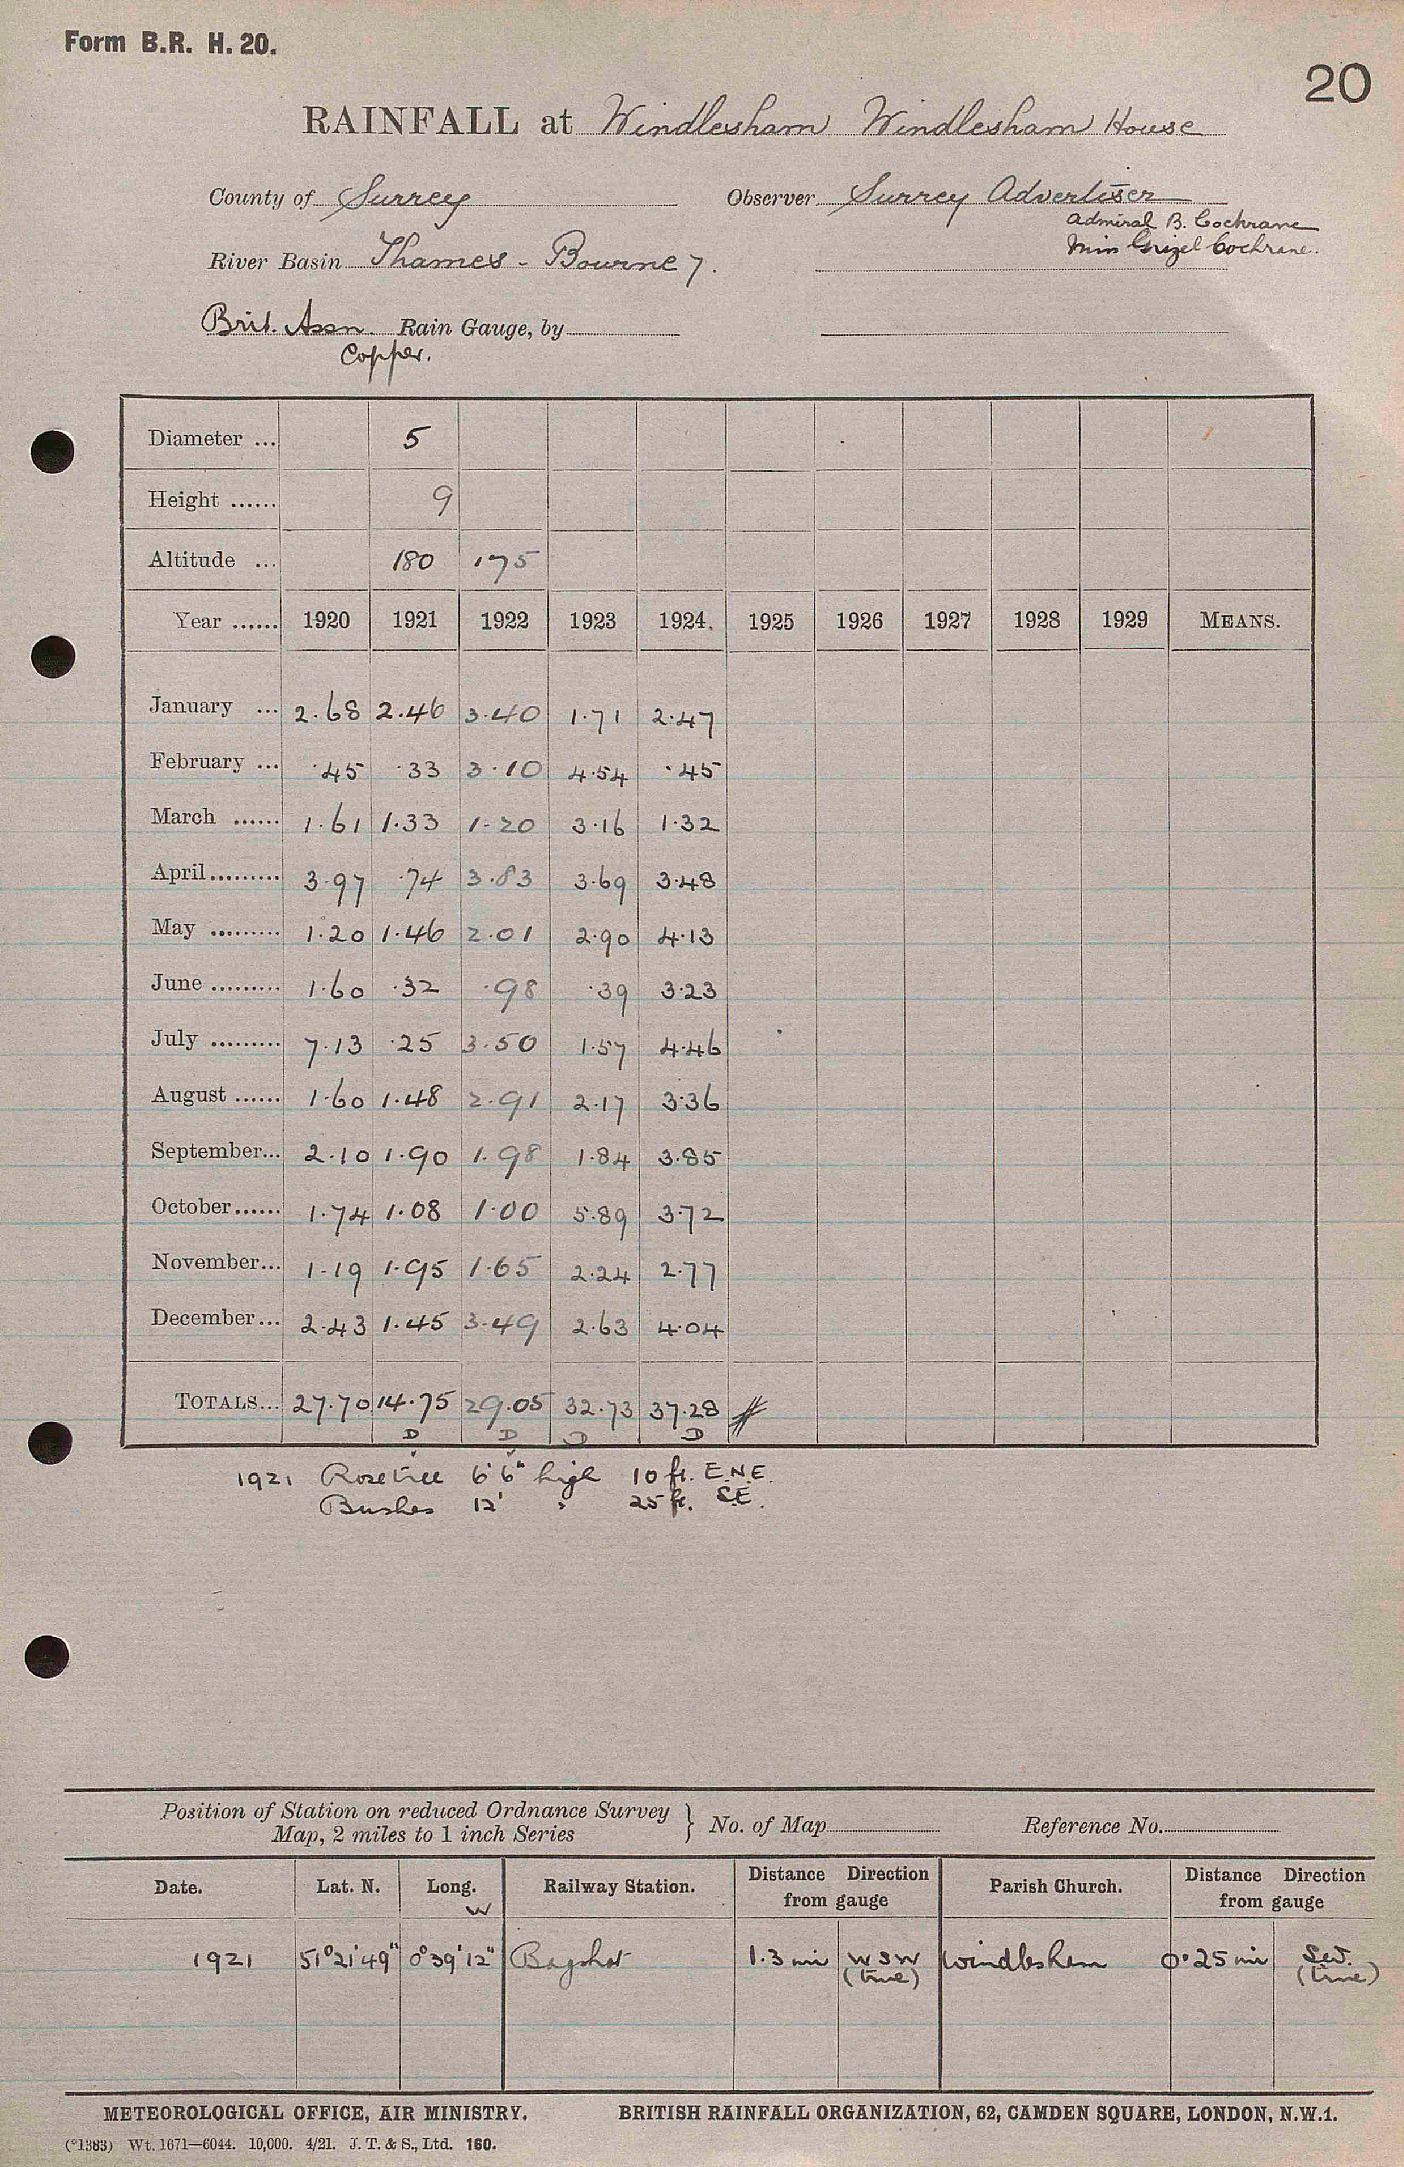 Form B.R. H. 20.
20
RAINFALL at Windlesham Windlesham House
County of Surrey Observer Surrey Advertiser
Admiral B. Cochrane
River Basin Thames - Bourne 7. Miss Grizel Cochrane.
Brit. Assn. Rain Gauge, by
Copper.
Diameter ... 5
Height ...... 9
Altitude ... 180 175
Year ...... 1920 1921 1922 1923 1924. 1925 1926 1927 1928 1929 MEANS.
January ... 2.68 2.46 3.40 1.71 2.47
February ... .45 .33 3.10 4.54 .45
March ...... 1.61 1.33 1.20 3.16 1.32
April ......... 3.97 .74 3.83 3.69 3.48
May ......... 1.20 1.46 2.01 2.90 4.13
June ......... 1.60 .32 .98 .39 3.23
July ......... 7.13 .25 3.50 1.57 4.46
August ...... 1.60 1.48 2.91 2.17 3.36
September... 2.10 1.90 1.98 1.84 3.85
October...... 1.74 1.08 1.00 5.89 3.72
November... 1.19 1.95 1.65 2.24 2.77
December... 2.43 1.45 3.49 2.63 4.04
TOTALS... 27.70 14.75 29.05 32.73 37.28
D D D D
1921 Rose tree 6' 6" high 10 ft. E.N.E.
Bushes 12' " 25 ft. S.E.
Position of Station on reduced Ordnance Survey
Map, 2 miles to 1 inch Series } No. of Map Reference No.
Date. Lat. N. Long. W Railway Station. Distance Direction from gauge Parish Church. Distance Direction from gauge
1921 51°21'49" 0°39'12" Bagshot 1.3 mi W S W (true) Windlesham 0.25 mi S.W. (true)
METEOROLOGICAL OFFICE, AIR MINISTRY. BRITISH RAINFALL ORGANIZATION, 62, CAMDEN SQUARE, LONDON, N.W.1.
(*1383) Wt. 1671—6044. 10,000. 4/21. J. T. & S., Ltd. 160.